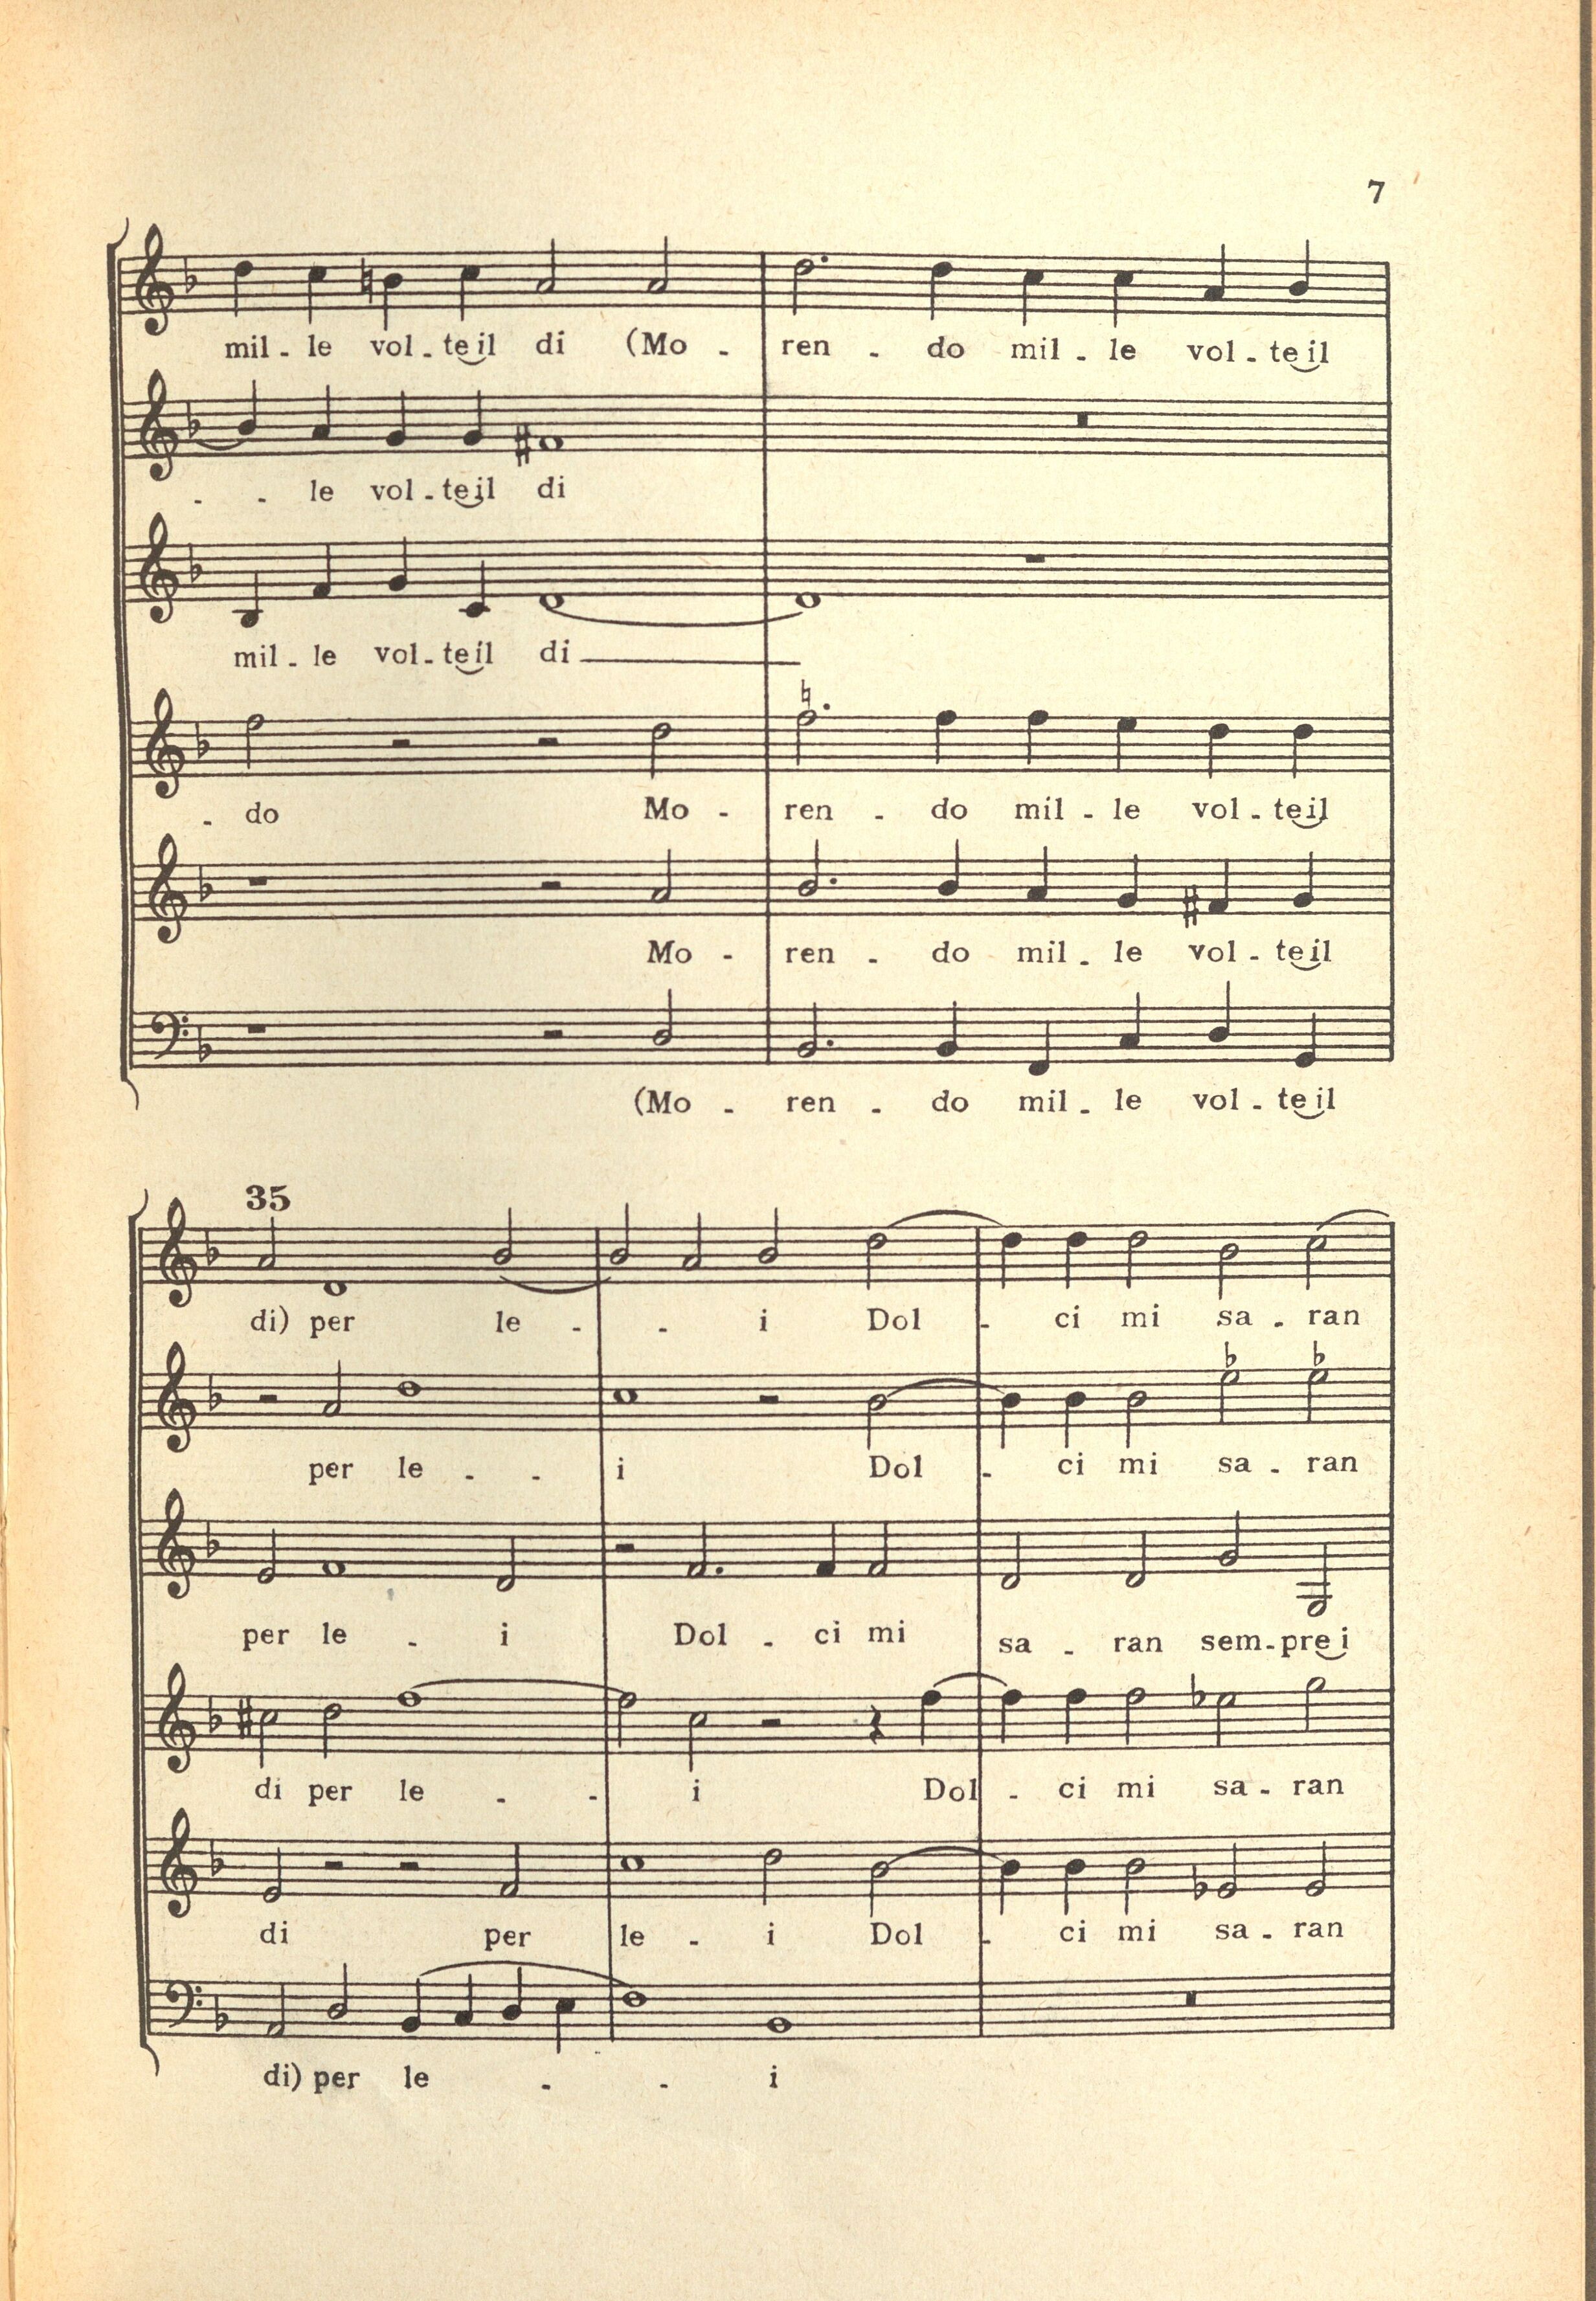 7
mil - le vol - te il di (Mo - ren - do mil - le vol - te il
- - le vol - te il di
mil - le vol - te il di
- do Mo - ren - do mil - le vol - te il
Mo - ren - do mil - le vol - te il
(Mo - ren - do mil - le vol - te il
35
di) per le - - i Dol - ci mi sa - ran
per le - - i Dol - ci mi sa - ran
per le - i Dol - ci mi sa - ran sem - pre i
di per le - - i Dol - ci mi sa - ran
di per le - i Dol - ci mi sa - ran
di) per le - - i